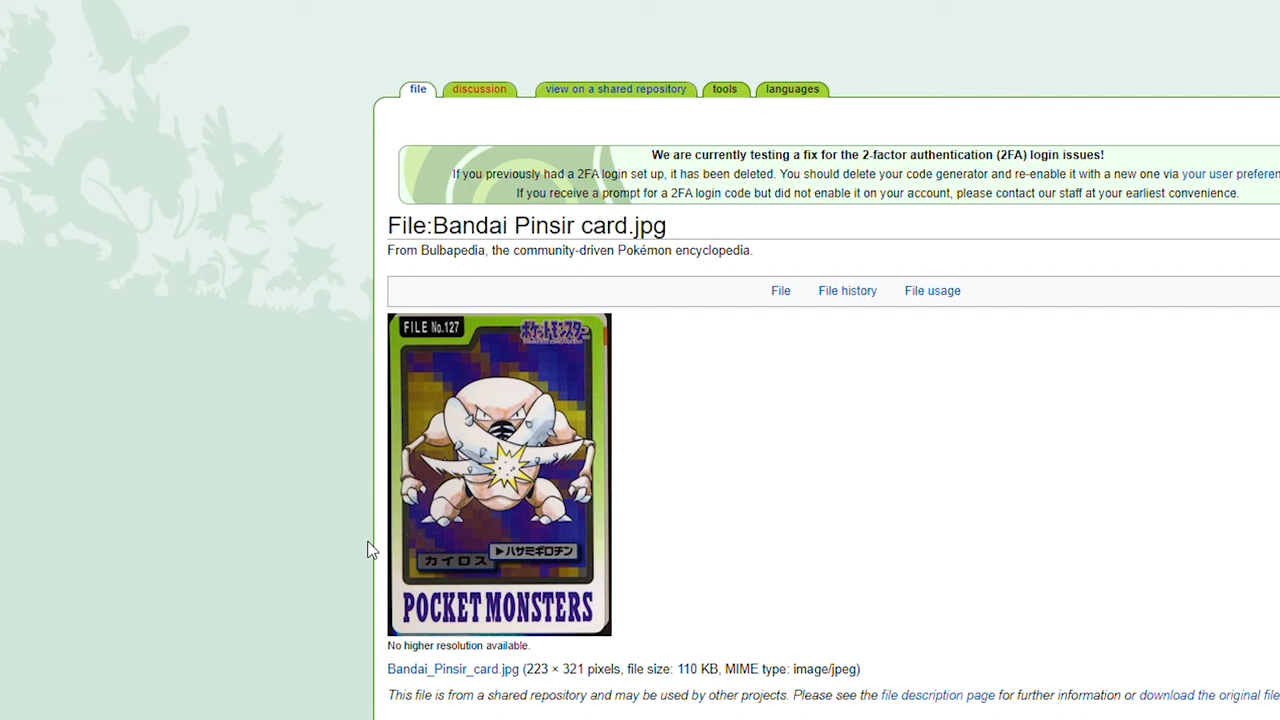 file discussion view on a shared repository tools languages
We are currently testing a fix for the 2-factor authentication (2FA) login issues!
If you previously had a 2FA login set up, it has been deleted. You should delete your code generator and re-enable it with a new one via your user preferen
If you receive a prompt for a 2FA login code but did not enable it on your account, please contact our staff at your earliest convenience.
File:Bandai Pinsir card.jpg
From Bulbapedia, the community-driven Pokémon encyclopedia.
File File history File usage
FILE No.127 ポケットモンスター
▶ハサミギロチン
カイロス
POCKET MONSTERS
No higher resolution available.
Bandai_Pinsir_card.jpg (223 × 321 pixels, file size: 110 KB, MIME type: image/jpeg)
This file is from a shared repository and may be used by other projects. Please see the file description page for further information or download the original file